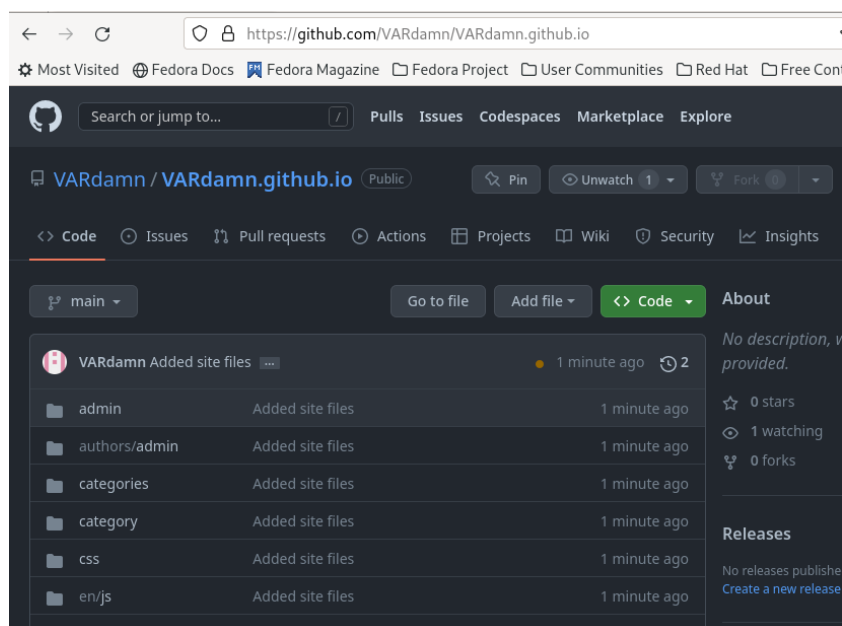 https://github.com/VARdamn/VARdamn.github.io
Most Visited Fedora Docs Fedora Magazine Fedora Project User Communities Red Hat Free Con
Search or jump to... / Pulls Issues Codespaces Marketplace Explore
VARdamn / VARdamn.github.io Public Pin Unwatch 1 Fork 0
<> Code Issues Pull requests Actions Projects Wiki Security Insights
main Go to file Add file <> Code About
No description, w
provided.
VARdamn Added site files ... 1 minute ago 2
admin Added site files 1 minute ago
0 stars
authors/admin Added site files 1 minute ago
1 watching
0 forks
categories Added site files 1 minute ago
category Added site files 1 minute ago
Releases
css Added site files 1 minute ago
No releases publishe
Create a new release
en/js Added site files 1 minute ago